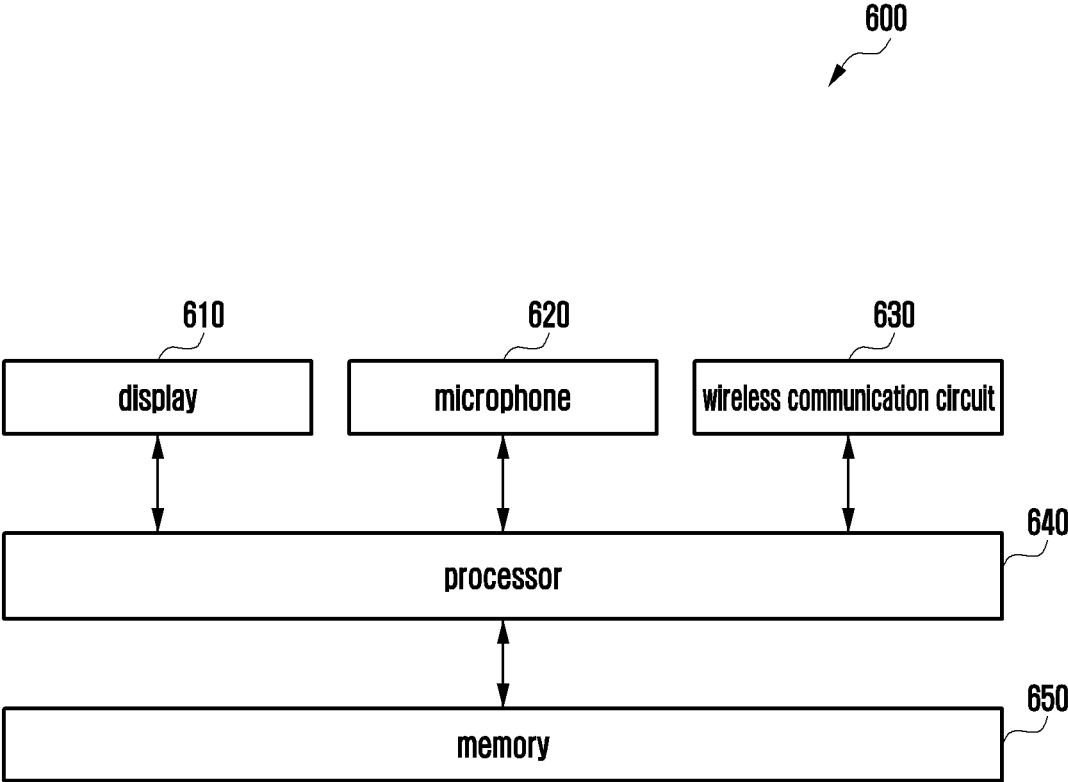 600
610
620
630
display
microphone
wireless communication circuit
640
processor
650
memory